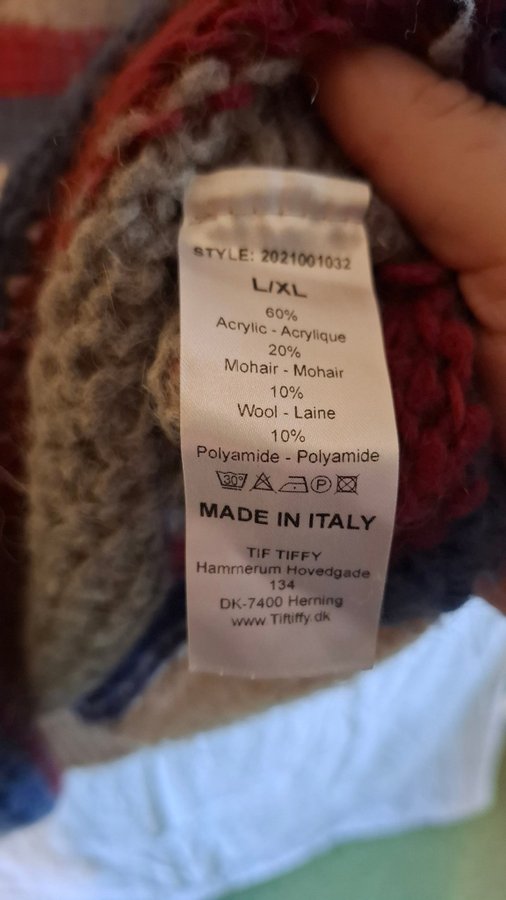 STYLE: 2021001032
L/XL
60%
Acrylic - Acrylique
20%
Mohair - Mohair
10%
Wool - Laine
10%
Polyamide - Polyamide
30°
P
MADE IN ITALY
TIF TIFFY
Hammerum Hovedgade
134
DK-7400 Herning
www.Tiftiffy.dk